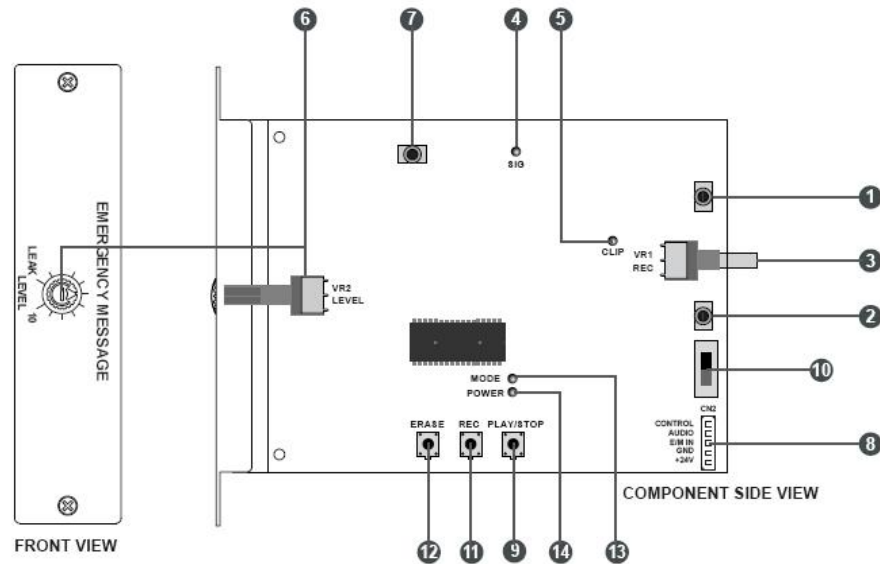 6
7
4
5
SIG
1
EMERGENCY MESSAGE
LEAK
LEVEL
10
CLIP
VR1
REC
3
VR2
LEVEL
2
MODE
POWER
10
CN2
ERASE
REC
PLAY/STOP
CONTROL
AUDIO
E/M IN
GND
+24V
8
COMPONENT SIDE VIEW
FRONT VIEW
12
11
9
14
13